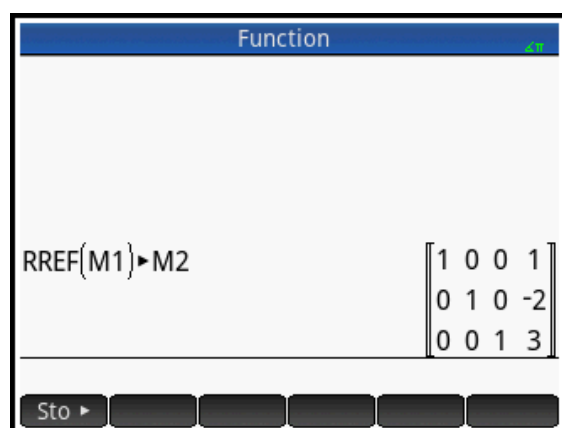 Function
∡π
RREF(M1)▶M2
[1 0 0 1
0 1 0 -2
0 0 1 3]
Sto ▶